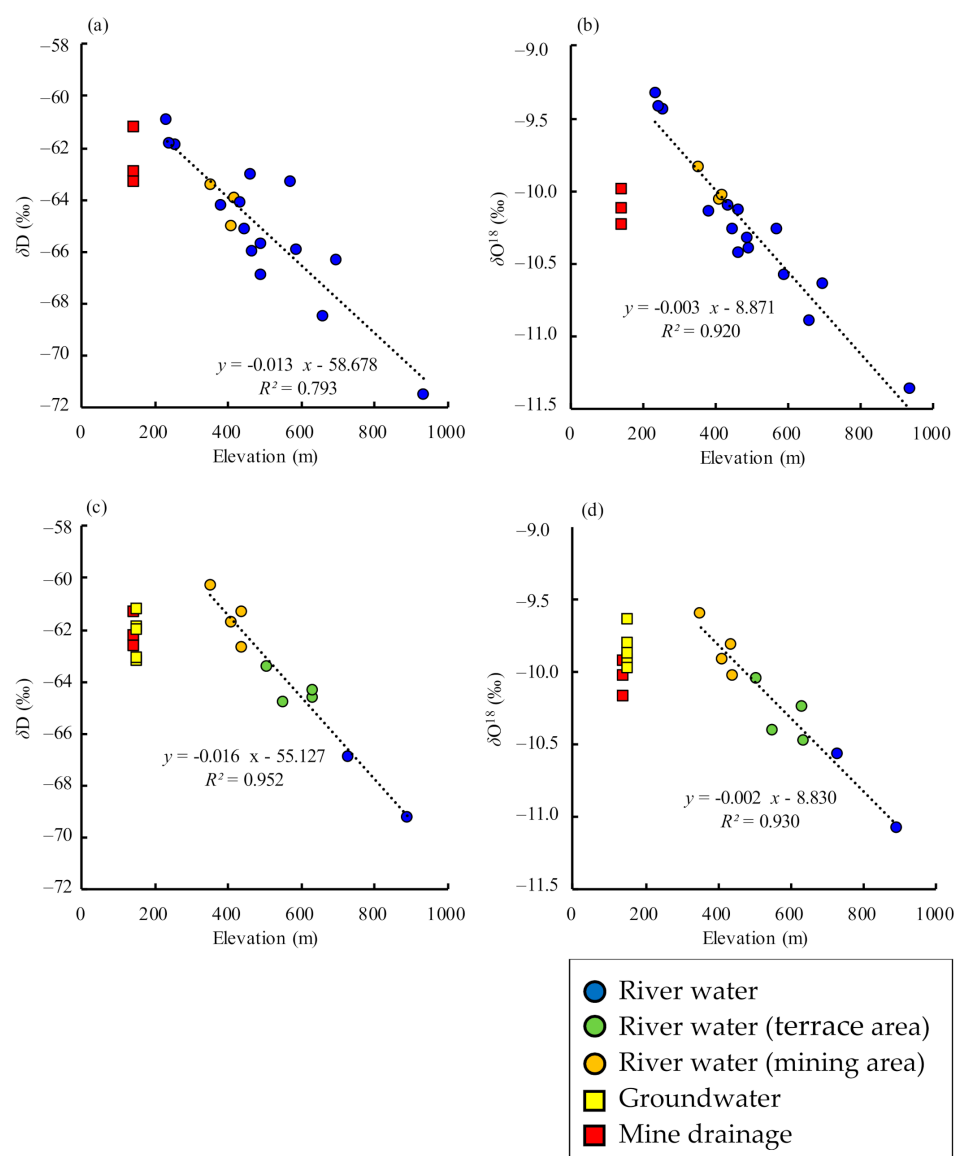 (a)
−58
−60
−62
−64
−66
−68
−70
−72
δD (‰)
y = -0.013 x - 58.678
R² = 0.793
0 200 400 600 800 1000
Elevation (m)
(b)
−9.0
−9.5
−10.0
−10.5
−11.0
−11.5
δO¹⁸ (‰)
y = -0.003 x - 8.871
R² = 0.920
0 200 400 600 800 1000
Elevation (m)
(c)
−58
−60
−62
−64
−66
−68
−70
−72
δD (‰)
y = -0.016 x - 55.127
R² = 0.952
0 200 400 600 800 1000
Elevation (m)
(d)
−9.0
−9.5
−10.0
−10.5
−11.0
−11.5
δO¹⁸ (‰)
y = -0.002 x - 8.830
R² = 0.930
0 200 400 600 800 1000
Elevation (m)
River water
River water (terrace area)
River water (mining area)
Groundwater
Mine drainage